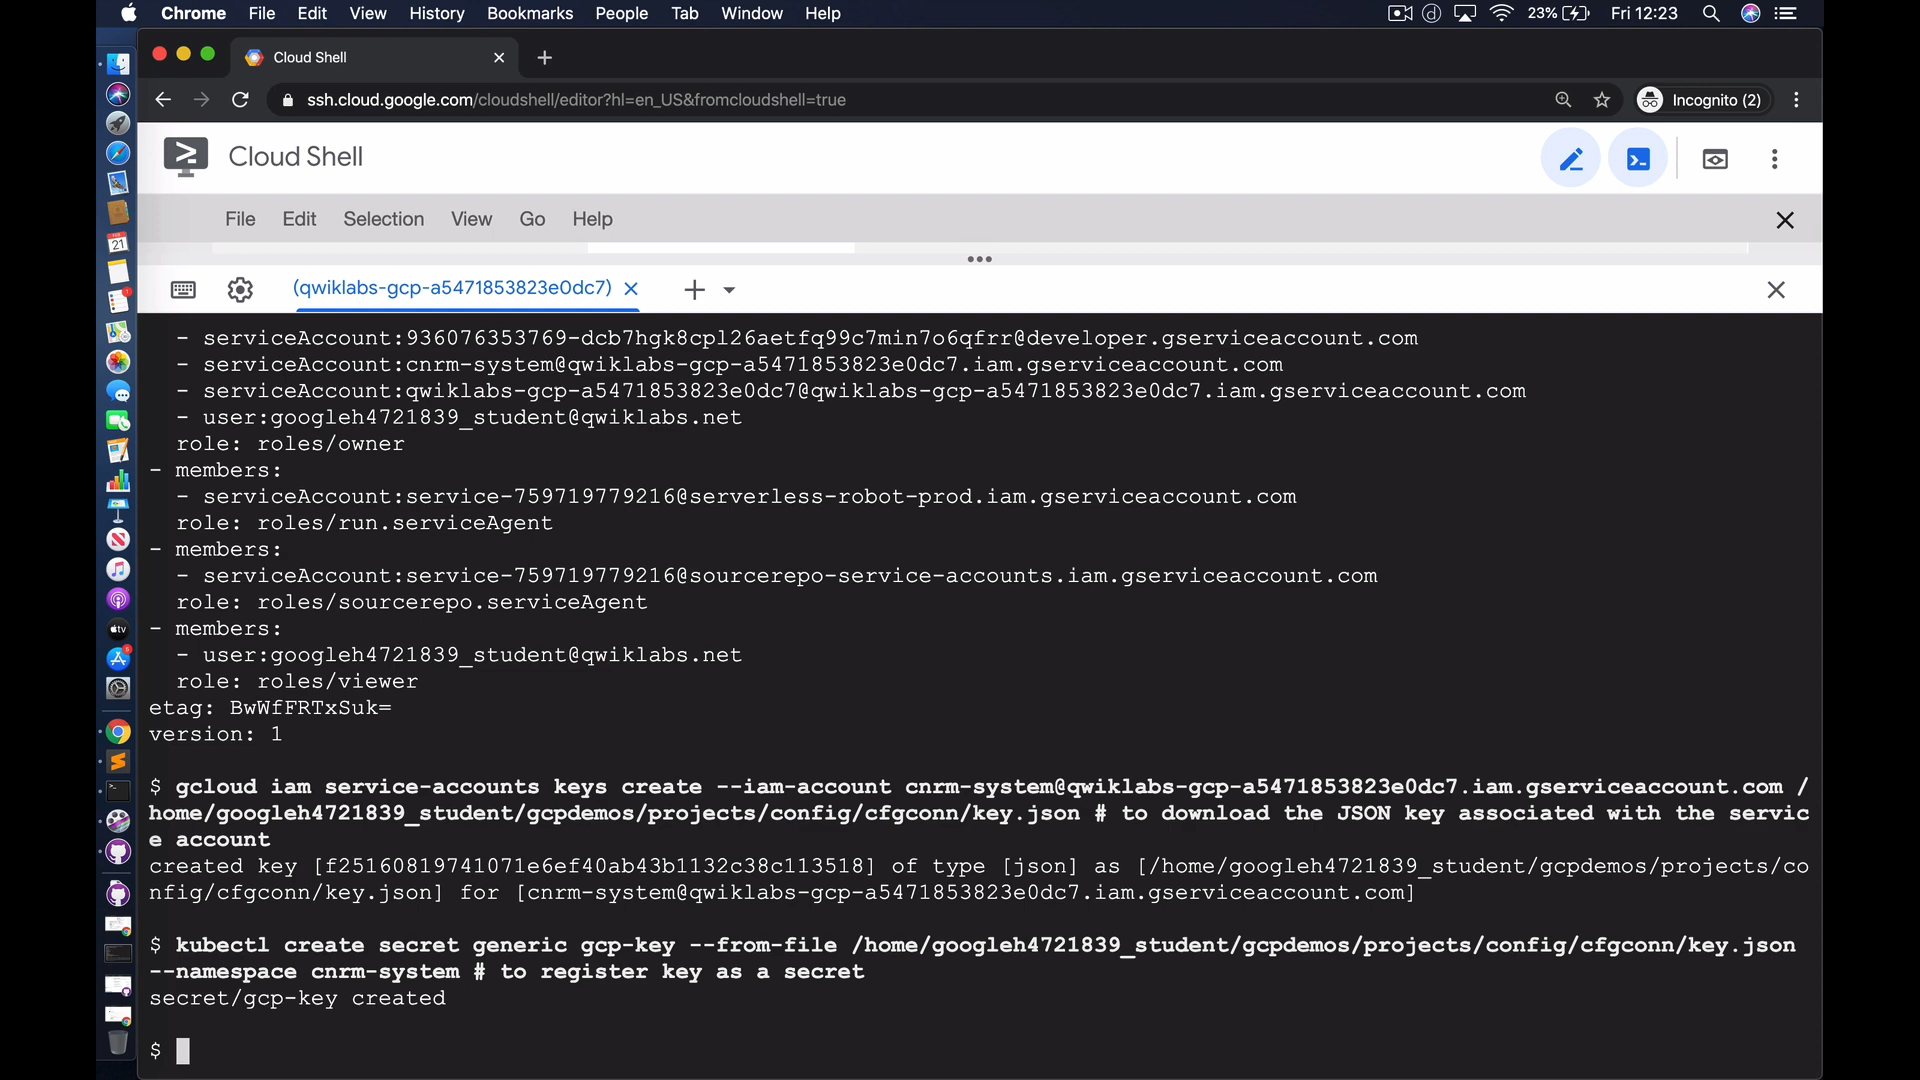 Chrome File Edit View History Bookmarks People Tab Window Help 23% Fri 12:23
Cloud Shell
ssh.cloud.google.com/cloudshell/editor?hl=en_US&fromcloudshell=true Incognito (2)
Cloud Shell
File Edit Selection View Go Help
(qwiklabs-gcp-a5471853823e0dc7)
- serviceAccount:936076353769-dcb7hgk8cpl26aetfq99c7min7o6qfrr@developer.gserviceaccount.com
- serviceAccount:cnrm-system@qwiklabs-gcp-a5471853823e0dc7.iam.gserviceaccount.com
- serviceAccount:qwiklabs-gcp-a5471853823e0dc7@qwiklabs-gcp-a5471853823e0dc7.iam.gserviceaccount.com
- user:googleh4721839_student@qwiklabs.net
role: roles/owner
- members:
- serviceAccount:service-759719779216@serverless-robot-prod.iam.gserviceaccount.com
role: roles/run.serviceAgent
- members:
- serviceAccount:service-759719779216@sourcerepo-service-accounts.iam.gserviceaccount.com
role: roles/sourcerepo.serviceAgent
- members:
- user:googleh4721839_student@qwiklabs.net
role: roles/viewer
etag: BwWfFRTxSuk=
version: 1
$ gcloud iam service-accounts keys create --iam-account cnrm-system@qwiklabs-gcp-a5471853823e0dc7.iam.gserviceaccount.com /
home/googleh4721839_student/gcpdemos/projects/config/cfgconn/key.json # to download the JSON key associated with the servic
e account
created key [f25160819741071e6ef40ab43b1132c38c113518] of type [json] as [/home/googleh4721839_student/gcpdemos/projects/co
nfig/cfgconn/key.json] for [cnrm-system@qwiklabs-gcp-a5471853823e0dc7.iam.gserviceaccount.com]
$ kubectl create secret generic gcp-key --from-file /home/googleh4721839_student/gcpdemos/projects/config/cfgconn/key.json
--namespace cnrm-system # to register key as a secret
secret/gcp-key created
$
21
tv